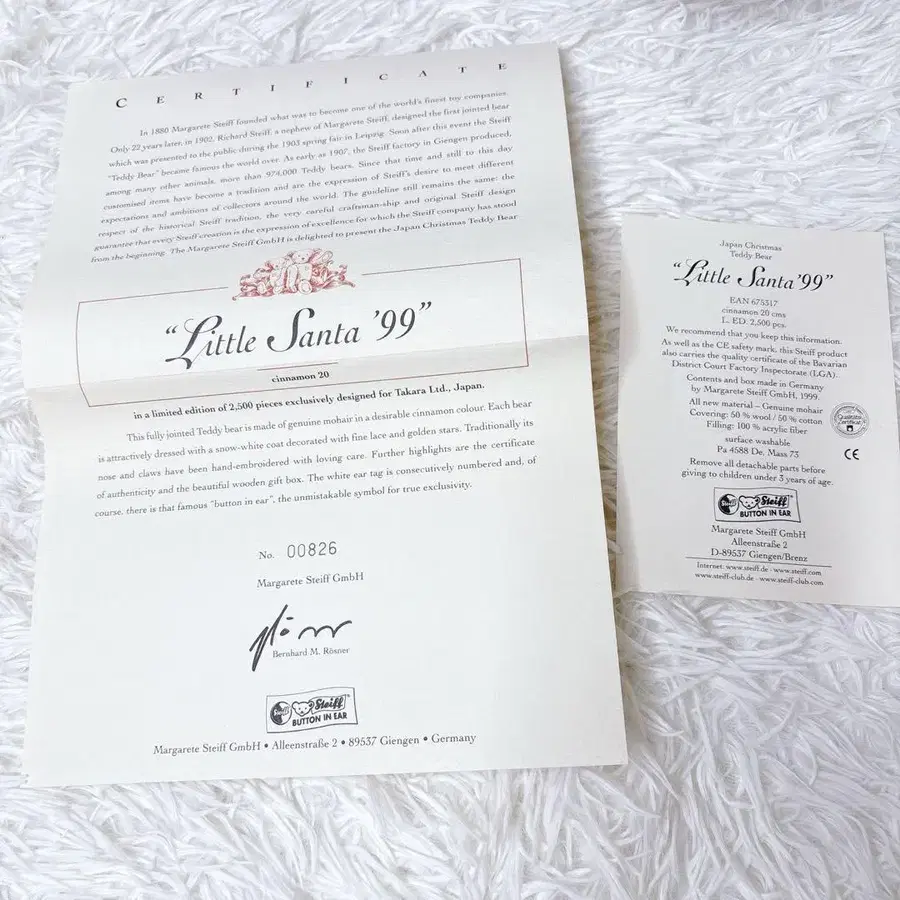 CERTIFICATE
In 1880 Margarete Steiff founded what was to become one of the world's finest toy companies.
Only 22 years later, in 1902, Richard Steiff, a nephew of Margarete Steiff, designed the first jointed bear
which was presented to the public during the 1903 spring fair in Leipzig. Soon after this event the Steiff
"Teddy Bear" became famous the world over. As early as 1907, the Steiff factory in Giengen produced,
among many other animals, more than 974,000 Teddy bears. Since that time and still to this day
customised items have become a tradition and are the expression of Steiff's desire to meet different
expectations and ambitions of collectors around the world. The guideline still remains the same: the
respect of the historical Steiff tradition, the very careful craftsman-ship and original Steiff design
guarantee that every Steiff creation is the expression of excellence for which the Steiff company has stood
from the beginning. The Margarete Steiff GmbH is delighted to present the Japan Christmas Teddy Bear
"Little Santa '99"
cinnamon 20
in a limited edition of 2,500 pieces exclusively designed for Takara Ltd., Japan.
This fully jointed Teddy bear is made of genuine mohair in a desirable cinnamon colour. Each bear
is attractively dressed with a snow-white coat decorated with fine lace and golden stars. Traditionally its
nose and claws have been hand-embroidered with loving care. Further highlights are the certificate
of authenticity and the beautiful wooden gift box. The white ear tag is consecutively numbered and, of
course, there is that famous "button in ear", the unmistakable symbol for true exclusivity.
No. 00826
Margarete Steiff GmbH
Bernhard M. Rösner
Steiff
BUTTON IN EAR
Margarete Steiff GmbH • Alleenstraße 2 • 89537 Giengen • Germany
Japan Christmas
Teddy Bear
"Little Santa '99"
EAN 675317
cinnamon 20 cms
L. ED. 2,500 pcs.
We recommend that you keep this information.
As well as the CE safety mark, this Steiff product
also carries the quality certificate of the Bavarian
District Court Factory Inspectorate (LGA).
Contents and box made in Germany
by Margarete Steiff GmbH, 1999.
All new material – Genuine mohair
Covering: 50 % wool / 50 % cotton
Filling: 100 % acrylic fiber
surface washable
Pa 4588 De. Mass 73
Remove all detachable parts before
giving to children under 3 years of age.
CE
Steiff
BUTTON IN EAR
Margarete Steiff GmbH
Alleenstraße 2
D-89537 Giengen/Brenz
Internet: www.steiff.de · www.steiff.com
www.steiff-club.de · www.steiff-club.com